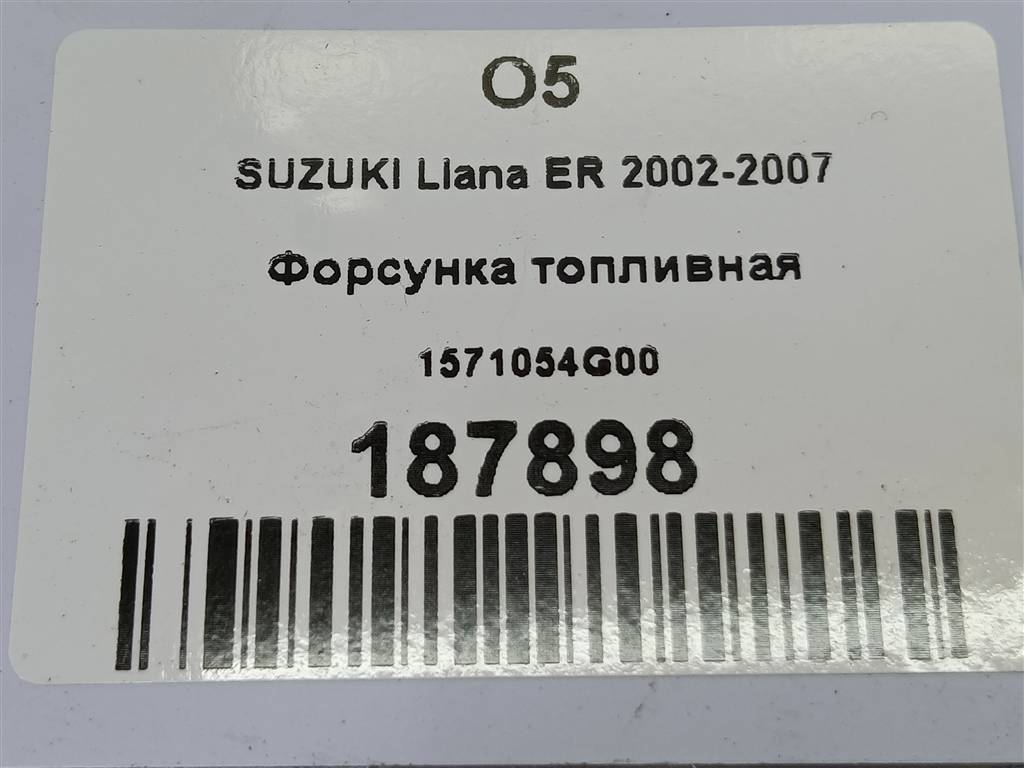 O5
SUZUKI Liana ER 2002-2007
Форсунка топливная
1571054G00
187898